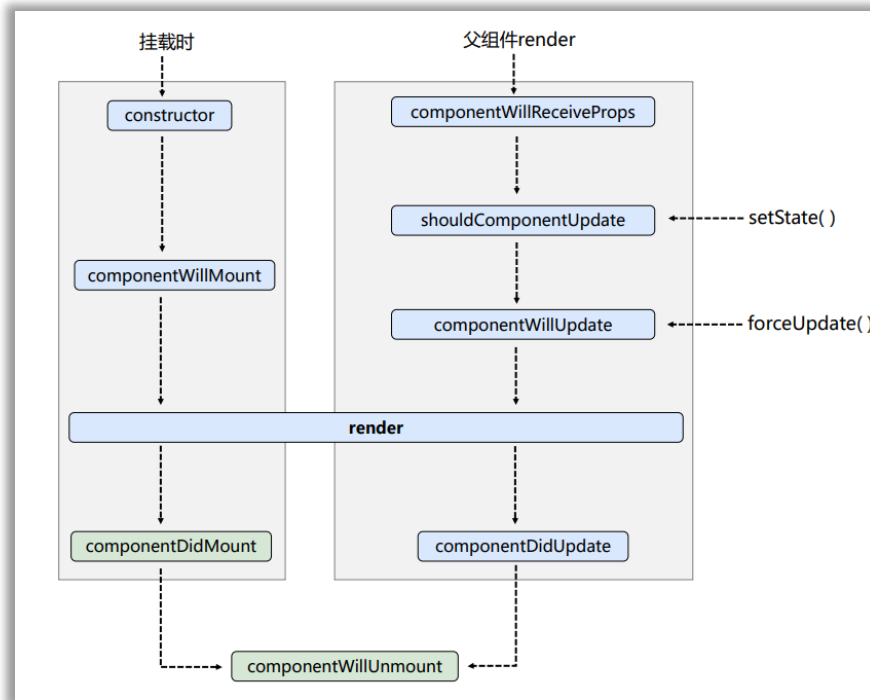 挂载时
父组件render
constructor
componentWillReceiveProps
shouldComponentUpdate
setState( )
componentWillMount
componentWillUpdate
forceUpdate( )
render
componentDidMount
componentDidUpdate
componentWillUnmount